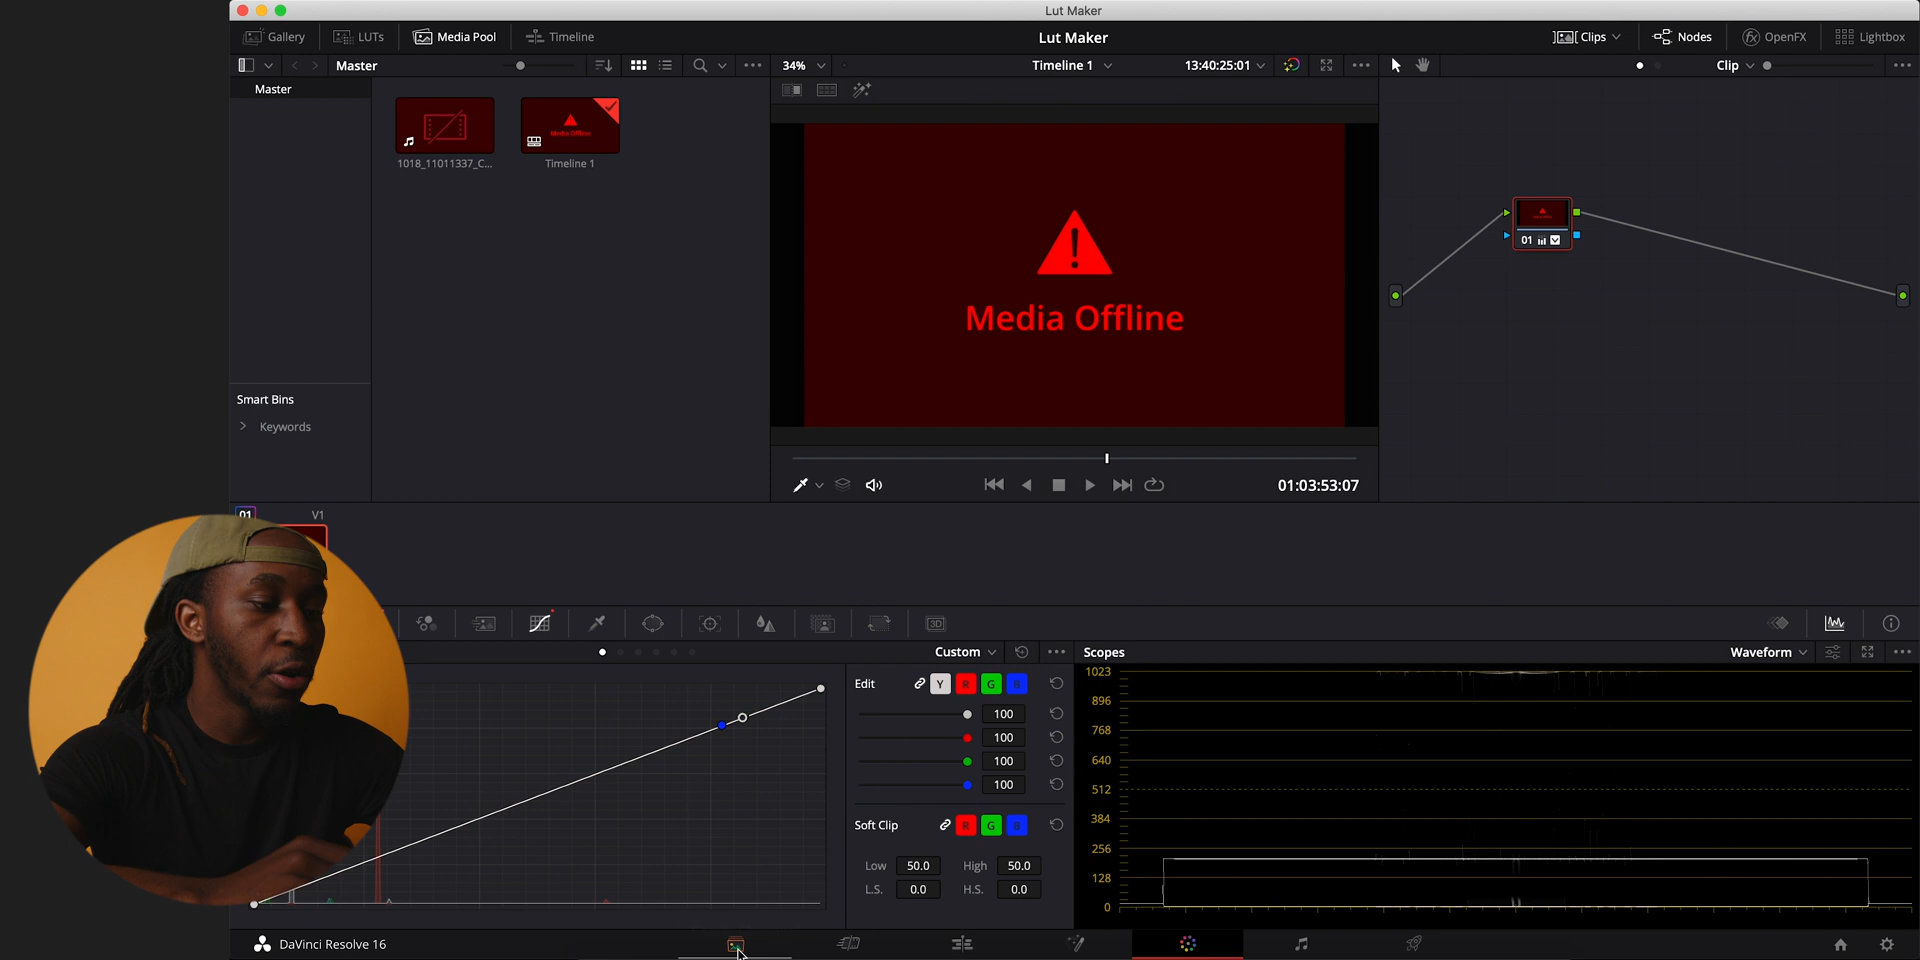 Lut Maker
Gallery LUTs Media Pool Timeline Lut Maker Clips Nodes OpenFX Lightbox
Master 34% Timeline 1 13:40:25:01 Clip
Master
Media Offline
1018_11011337_C... Timeline 1
01
Media Offline
Smart Bins
Keywords
01:03:53:07
01 V1
3D
Custom Scopes Waveform
Edit Y R G B
100
100
100
100
Soft Clip R G B
Low 50.0 High 50.0
L.S. 0.0 H.S. 0.0
1023
896
768
640
512
384
256
128
0
DaVinci Resolve 16